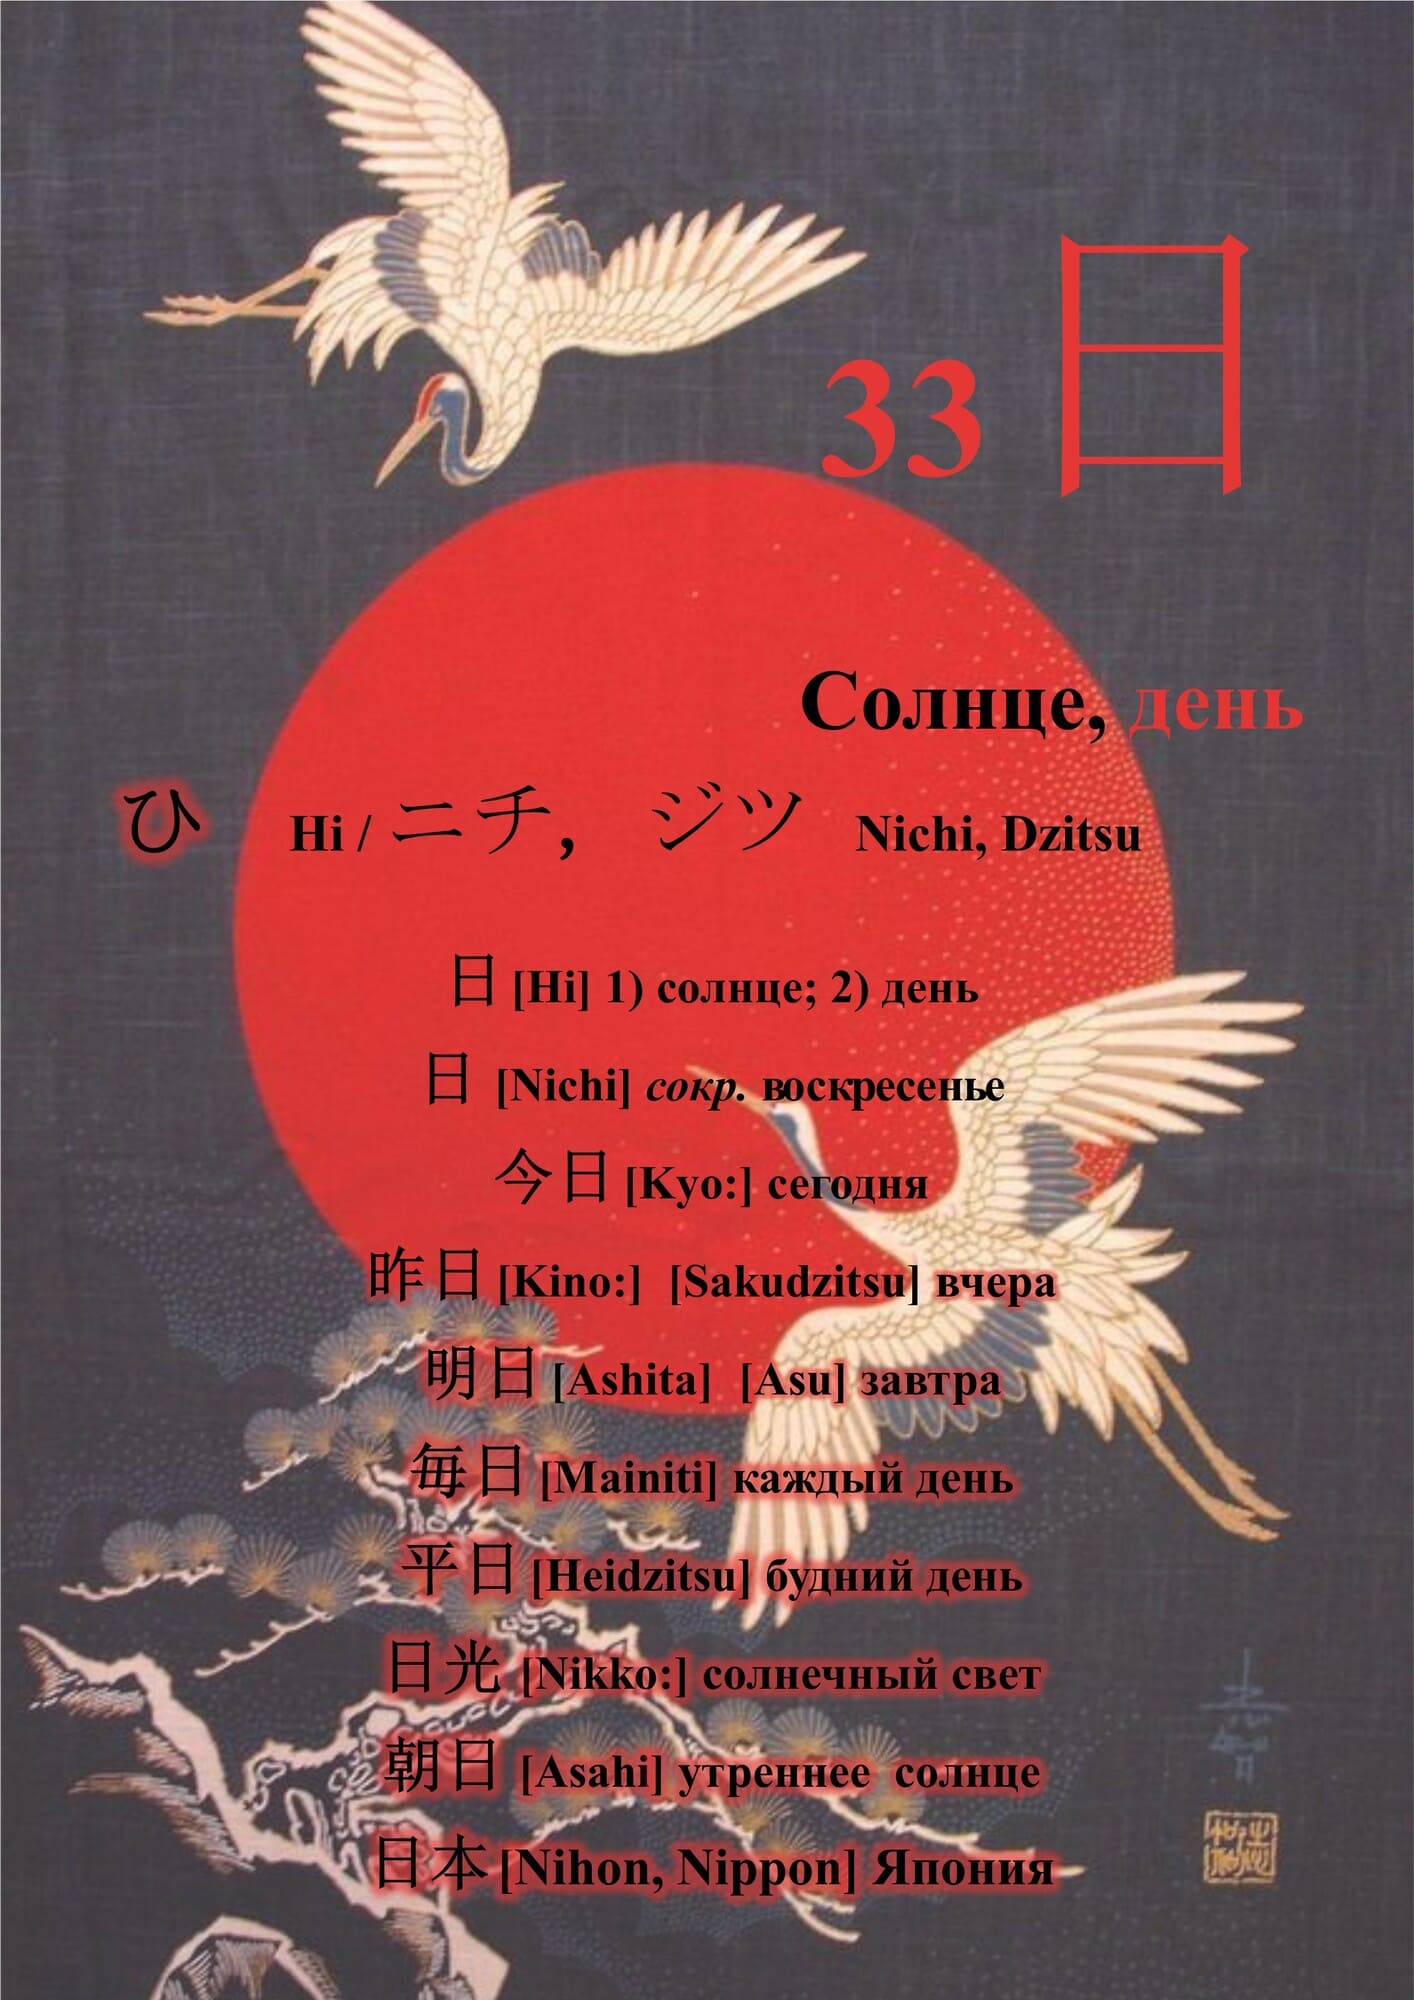 33 日
Солнце, день
ひ Hi / ニチ, ジツ Nichi, Dzitsu
日 [Hi] 1) солнце; 2) день
日 [Nichi] сокр. воскресенье
今日 [Kyo:] сегодня
昨日 [Kino:] [Sakudzitsu] вчера
明日 [Ashita] [Asu] завтра
毎日 [Mainiti] каждый день
平日 [Heidzitsu] будний день
日光 [Nikko:] солнечный свет
朝日 [Asahi] утреннее солнце
日本 [Nihon, Nippon] Япония